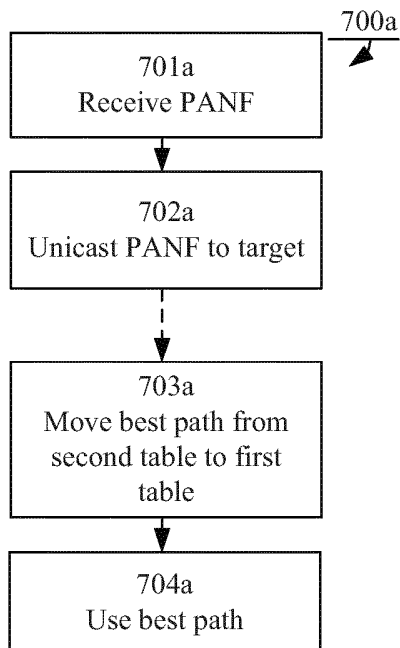 700a
701a
Receive PANF
702a
Unicast PANF to target
703a
Move best path from
second table to first
table
704a
Use best path